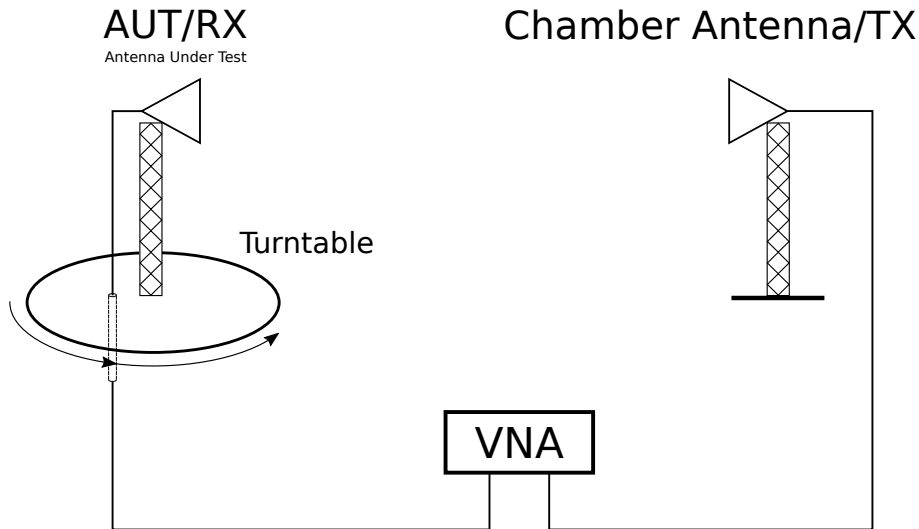 AUT/RX
Antenna Under Test
Chamber Antenna/TX
Turntable
VNA